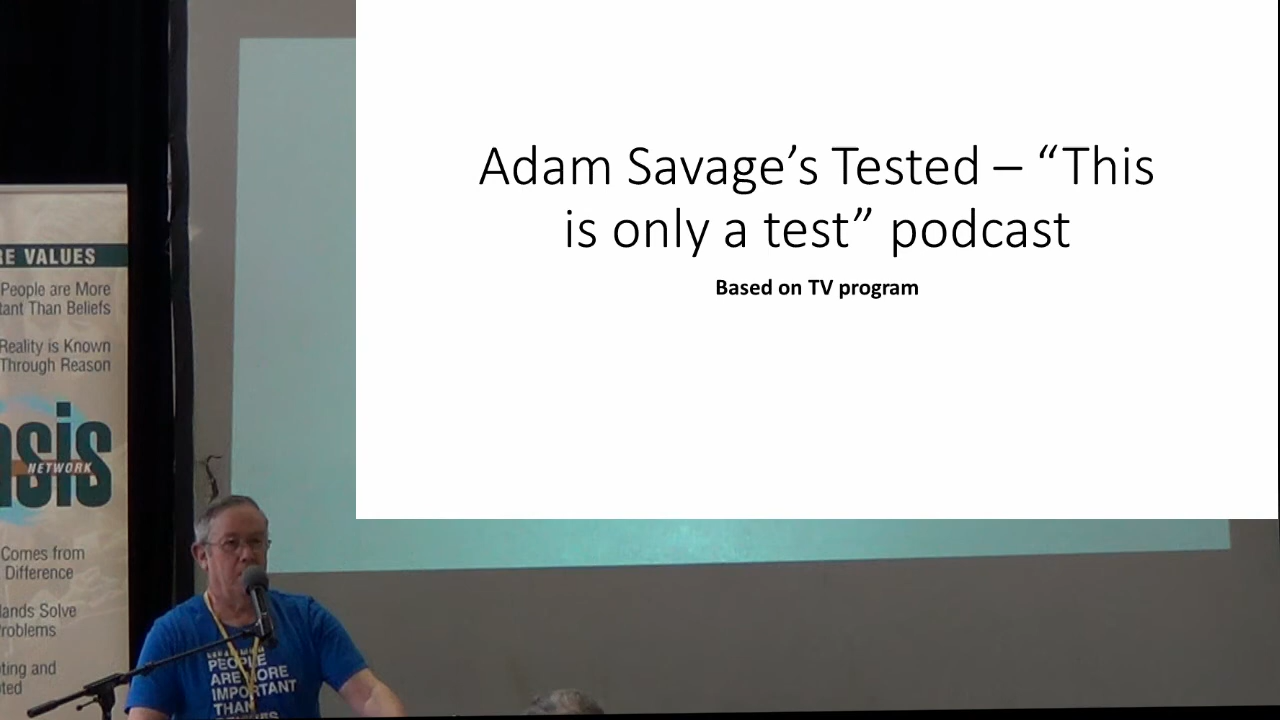 Adam Savage’s Tested – “This
is only a test” podcast
Based on TV program
RE VALUES
People are More
tant Than Beliefs
Reality is Known
Through Reason
asis
NETWORK
Comes from
Difference
ands Solve
roblems
ting and
ted
PEOPLE
ARE MORE
IMPORTANT
THAN